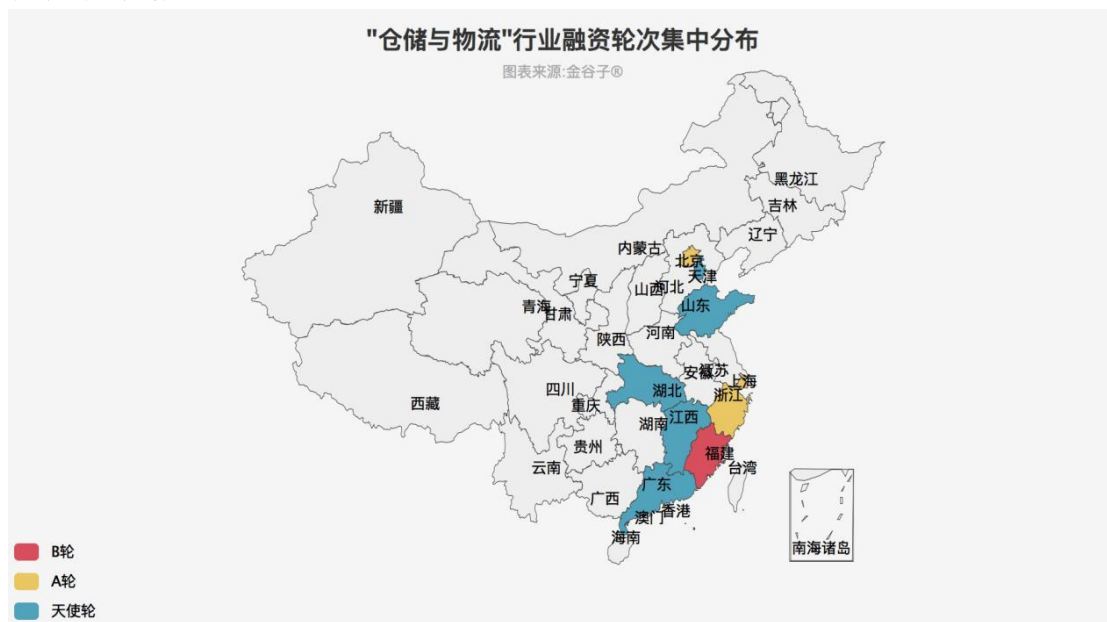 "仓储与物流"行业融资轮次集中分布
图表来源:金谷子®
黑龙江
吉林
新疆
辽宁
内蒙古
北京
天津
宁夏
山西
河北
青海
甘肃
山东
陕西
河南
安徽
江苏
上海
四川
湖北
浙江
重庆
西藏
江西
湖南
贵州
福建
云南
台湾
广东
广西
香港
澳门
海南
南海诸岛
B轮
A轮
天使轮